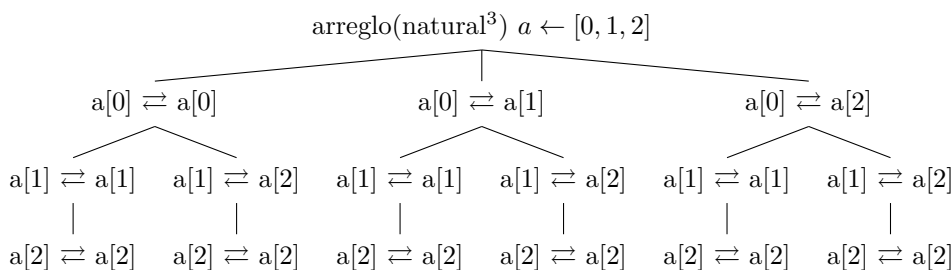 arreglo(natural³) a ← [0, 1, 2]
a[0] ⇄ a[0] a[0] ⇄ a[1] a[0] ⇄ a[2]
a[1] ⇄ a[1] a[1] ⇄ a[2] a[1] ⇄ a[1] a[1] ⇄ a[2] a[1] ⇄ a[1] a[1] ⇄ a[2]
a[2] ⇄ a[2] a[2] ⇄ a[2] a[2] ⇄ a[2] a[2] ⇄ a[2] a[2] ⇄ a[2] a[2] ⇄ a[2]